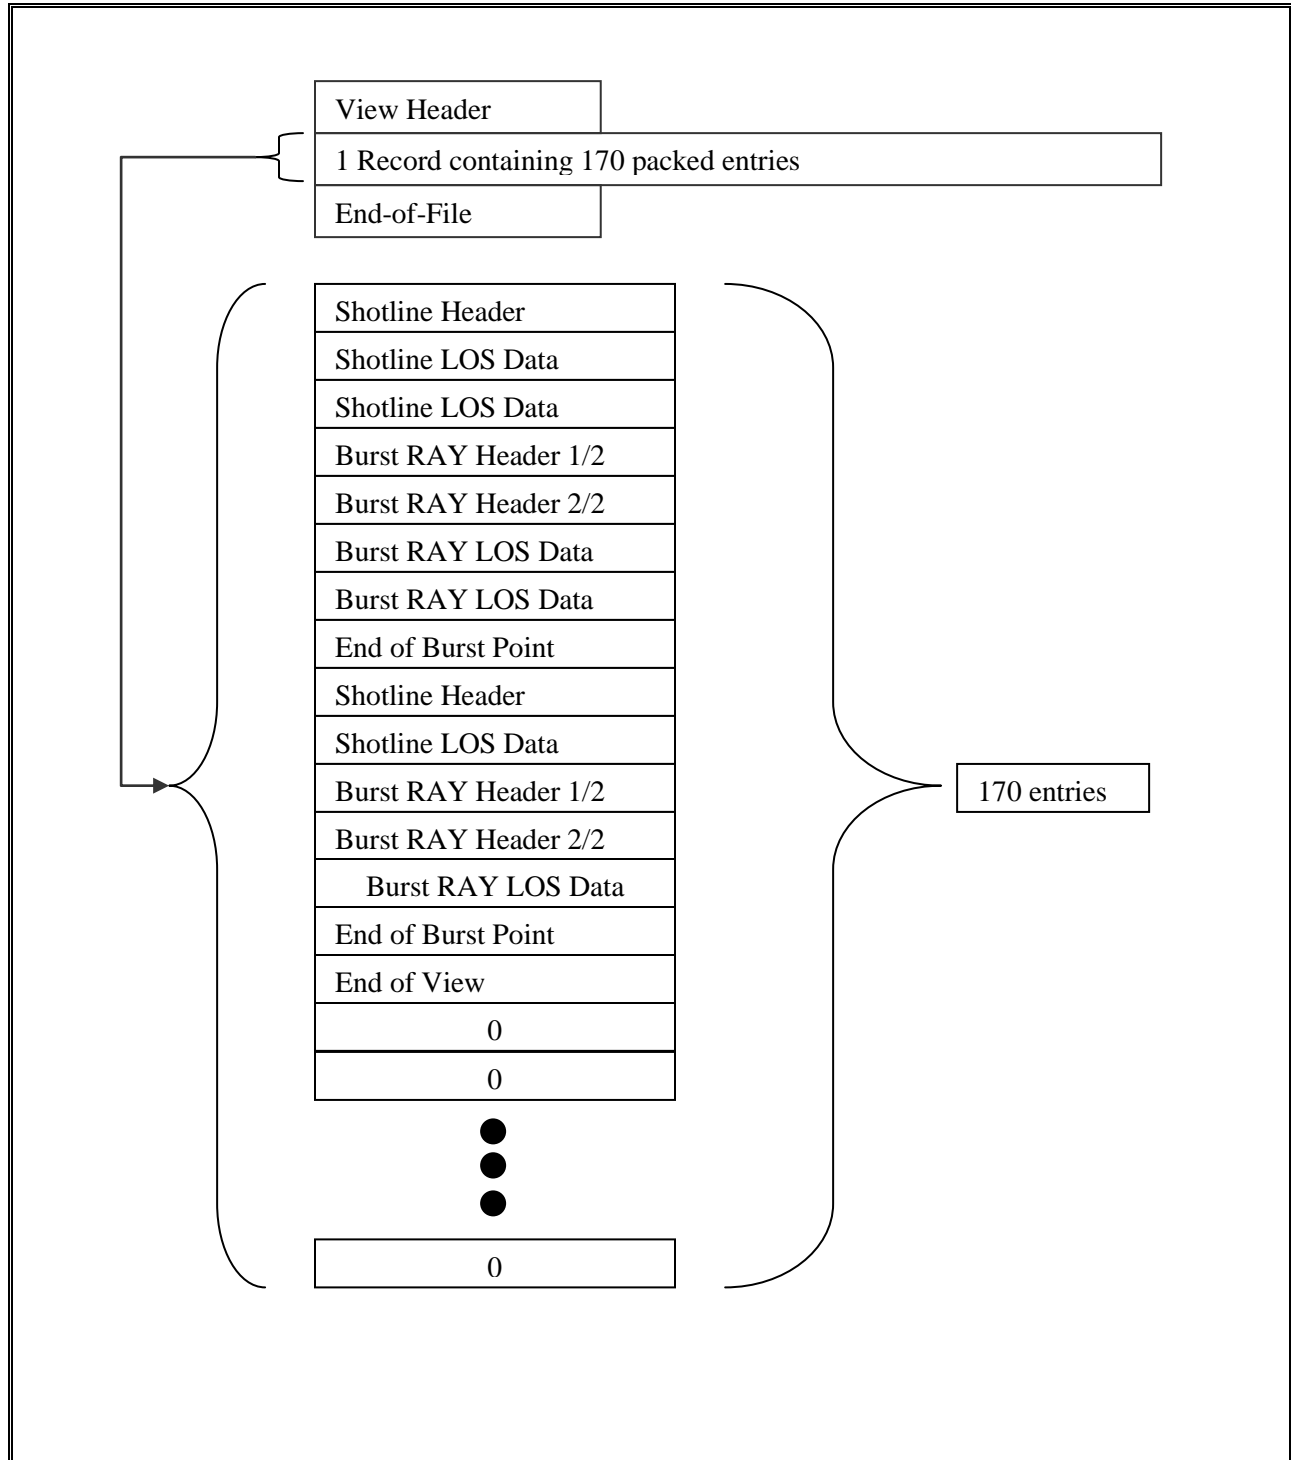 View Header
1 Record containing 170 packed entries
End-of-File
Shotline Header
Shotline LOS Data
Shotline LOS Data
Burst RAY Header 1/2
Burst RAY Header 2/2
Burst RAY LOS Data
Burst RAY LOS Data
End of Burst Point
Shotline Header
Shotline LOS Data
Burst RAY Header 1/2
170 entries
Burst RAY Header 2/2
Burst RAY LOS Data
End of Burst Point
End of View
0
0
0